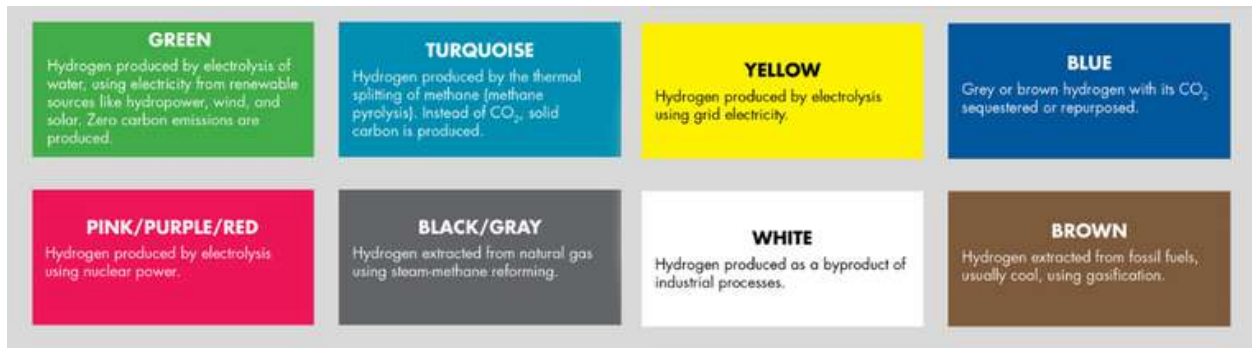 GREEN
Hydrogen produced by electrolysis of
water, using electricity from renewable
sources like hydropower, wind, and
solar. Zero carbon emissions are
produced.
TURQUOISE
Hydrogen produced by the thermal
splitting of methane (methane
pyrolysis). Instead of CO₂, solid
carbon is produced.
YELLOW
Hydrogen produced by electrolysis
using grid electricity.
BLUE
Grey or brown hydrogen with its CO₂
sequestered or repurposed.
PINK/PURPLE/RED
Hydrogen produced by electrolysis
using nuclear power.
BLACK/GRAY
Hydrogen extracted from natural gas
using steam-methane reforming.
WHITE
Hydrogen produced as a byproduct of
industrial processes.
BROWN
Hydrogen extracted from fossil fuels,
usually coal, using gasification.